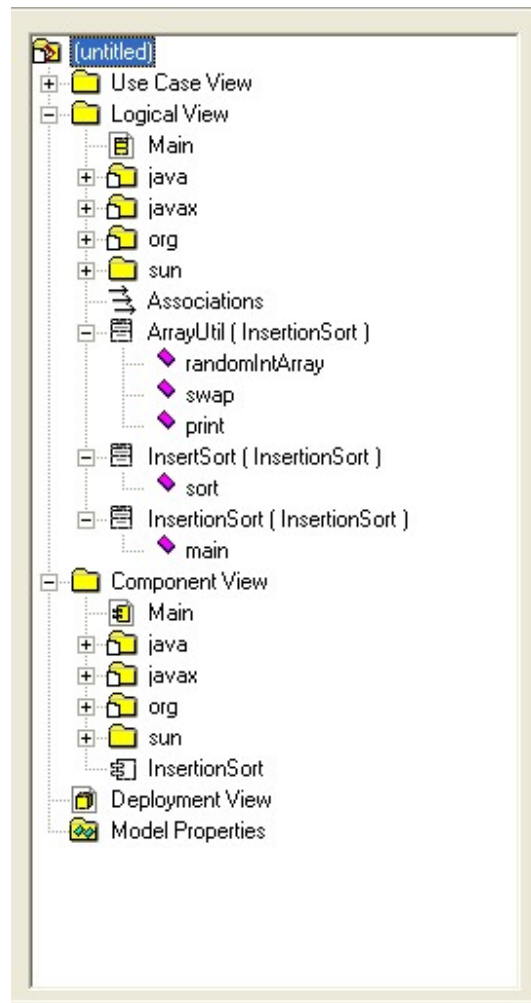 (untitled)
Use Case View
Logical View
Main
java
javax
org
sun
Associations
ArrayUtil ( InsertionSort )
randomIntArray
swap
print
InsertSort ( InsertionSort )
sort
InsertionSort ( InsertionSort )
main
Component View
Main
java
javax
org
sun
InsertionSort
Deployment View
Model Properties